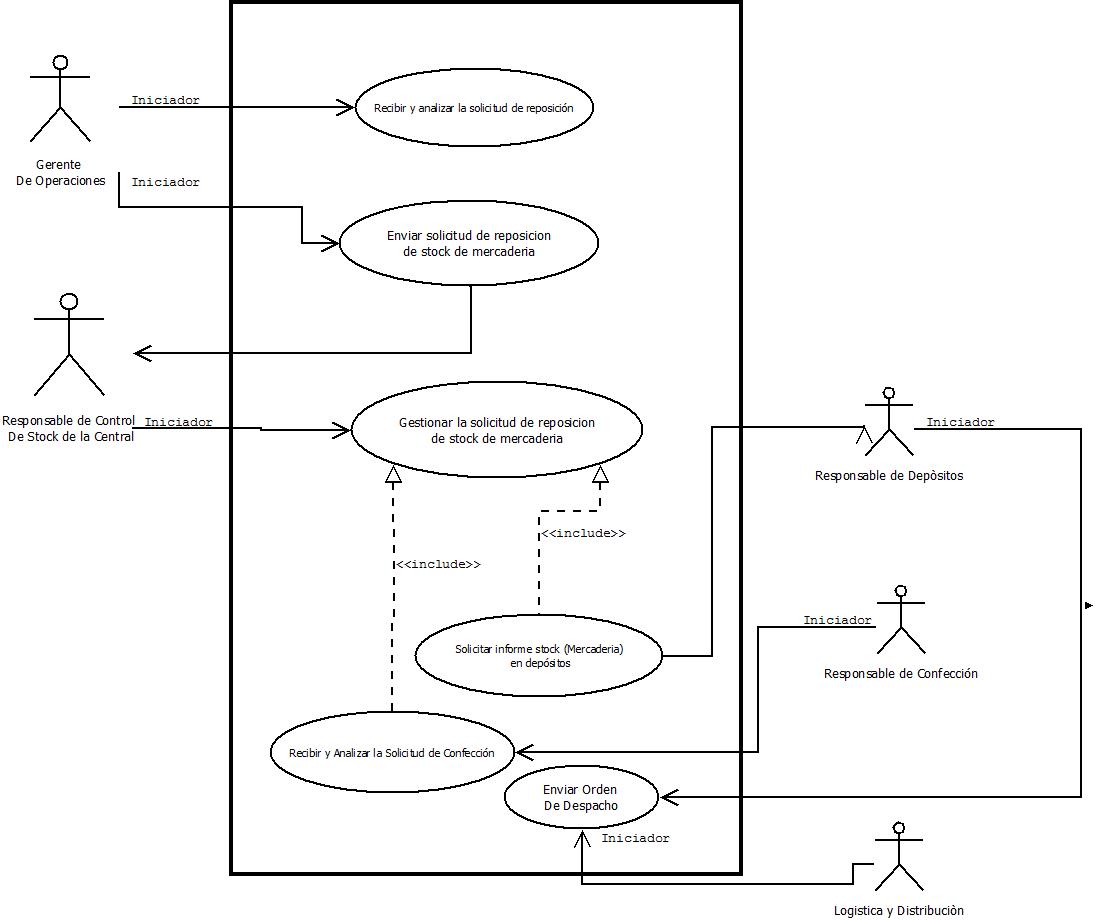 Iniciador
Recibir y analizar la solicitud de reposición
Gerente
De Operaciones
Iniciador
Enviar solicitud de reposicion
de stock de mercaderia
Responsable de Control
De Stock de la Central
Iniciador
Gestionar la solicitud de reposicion
de stock de mercaderia
Iniciador
Responsable de Depòsitos
<<include>>
<<include>>
Iniciador
Solicitar informe stock (Mercaderia)
en depósitos
Responsable de Confección
Recibir y Analizar la Solicitud de Confección
Enviar Orden
De Despacho
Iniciador
Logistica y Distribuciòn